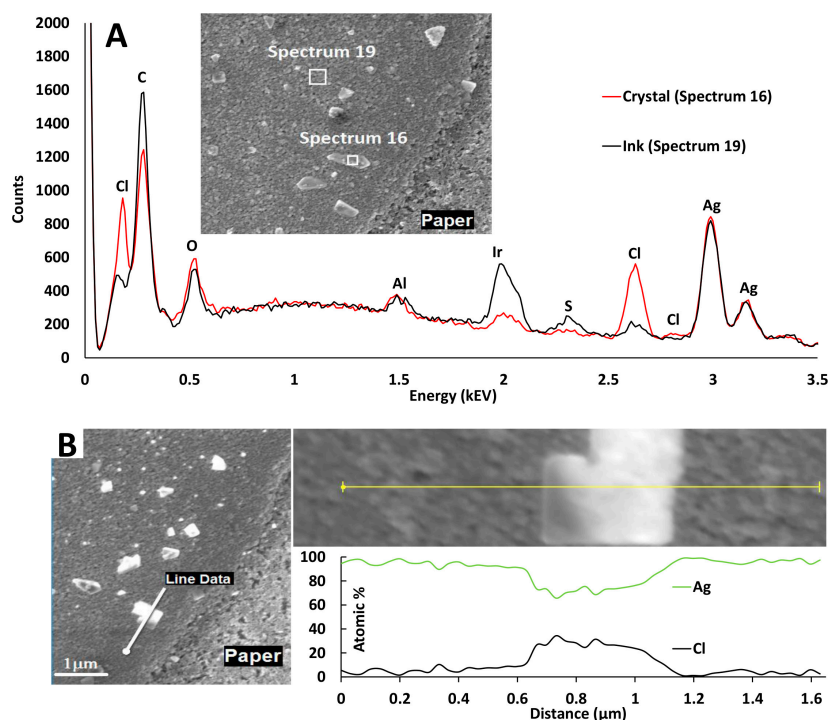 A
2000
1800
1600
1400
1200
1000
800
600
400
200
0
Counts
0
0.5
1
1.5
2
2.5
3
3.5
Energy (kEV)
Cl
C
O
Al
Ir
S
Cl
Cl
Ag
Ag
Spectrum 19
Spectrum 16
Paper
Crystal (Spectrum 16)
Ink (Spectrum 19)
B
Line Data
Paper
1µm
100
80
60
40
20
0
Atomic %
Ag
Cl
0
0.2
0.4
0.6
0.8
1
1.2
1.4
1.6
Distance (µm)